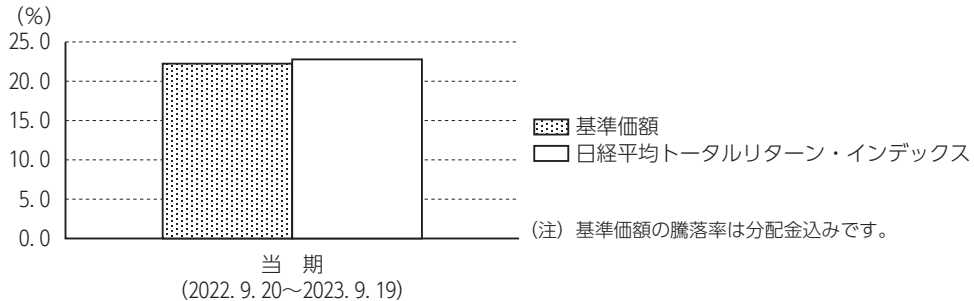 (%)
25.0
20.0
15.0
10.0
5.0
0.0
基準価額
日経平均トータルリターン・インデックス
(注) 基準価額の騰落率は分配金込みです。
当 期
(2022. 9. 20～2023. 9. 19)